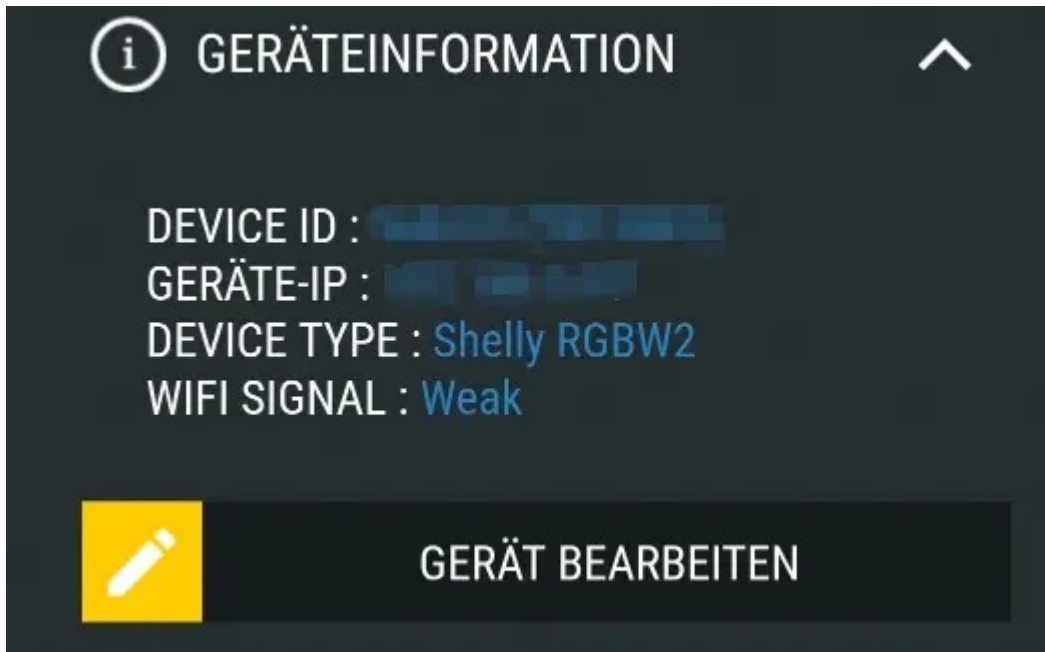 GERÄTEINFORMATION
DEVICE ID :
GERÄTE-IP :
DEVICE TYPE : Shelly RGBW2
WIFI SIGNAL : Weak
GERÄT BEARBEITEN